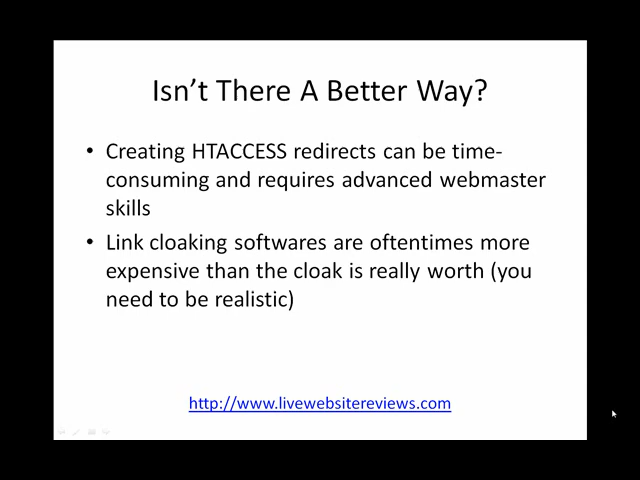 Isn't There A Better Way?
• Creating HTACCESS redirects can be time-
consuming and requires advanced webmaster
skills
• Link cloaking softwares are oftentimes more
expensive than the cloak is really worth (you
need to be realistic)
http://www.livewebsitereviews.com